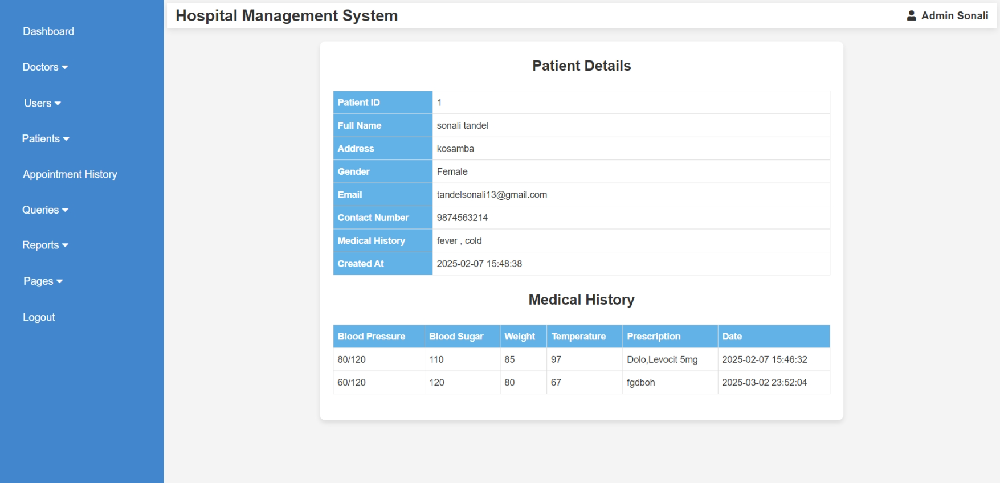 Hospital Management System
Admin Sonali
Dashboard
Doctors
Users
Patients
Appointment History
Queries
Reports
Pages
Logout
Patient Details
Patient ID 1
Full Name sonali tandel
Address kosamba
Gender Female
Email tandelsonali13@gmail.com
Contact Number 9874563214
Medical History fever , cold
Created At 2025-02-07 15:48:38
Medical History
Blood Pressure Blood Sugar Weight Temperature Prescription Date
80/120 110 85 97 Dolo,Levocit 5mg 2025-02-07 15:46:32
60/120 120 80 67 fgdboh 2025-03-02 23:52:04